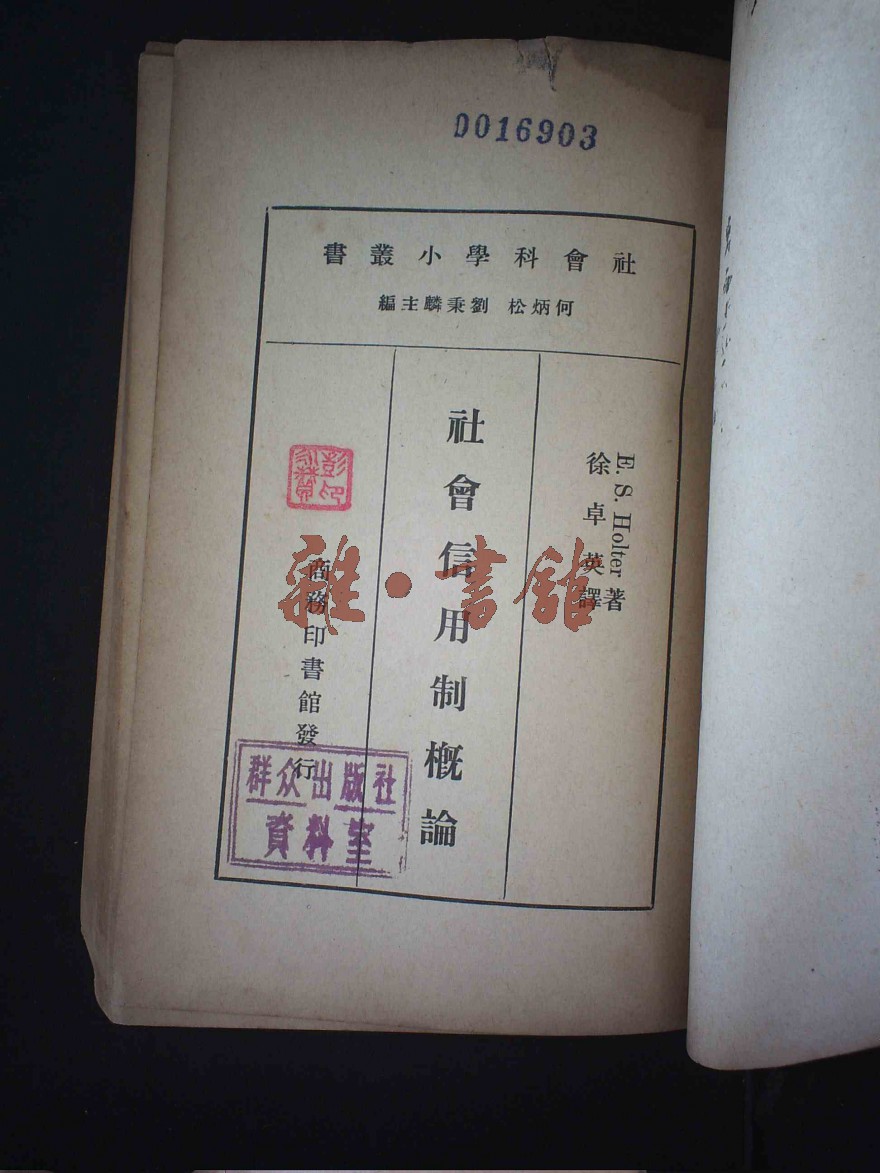 0016903
社會科學小叢書
何炳松 劉秉麟主編
E. S. Holter 著
徐卓英 譯
社會信用制概論
商務印書館發行
群众出版社
資料室
雜·書館